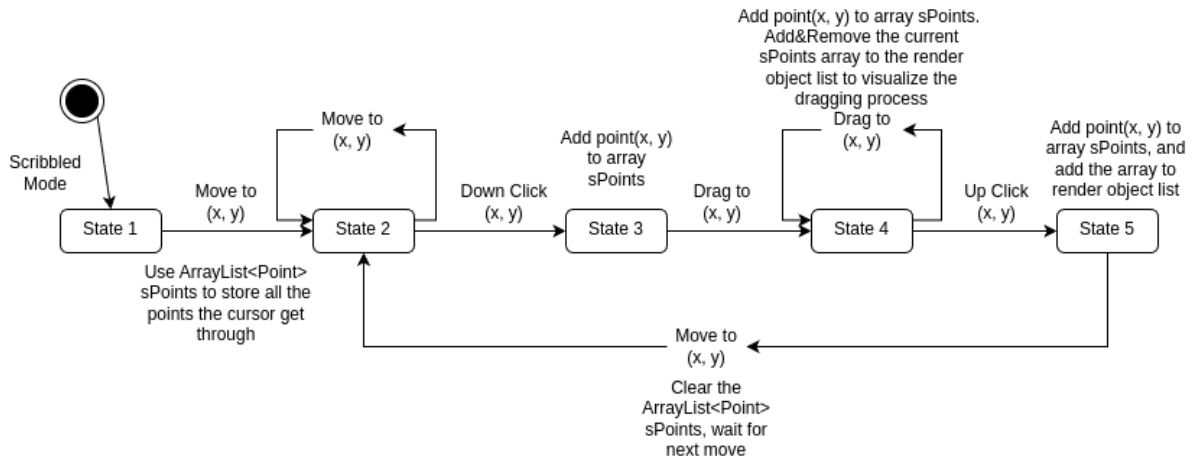 Add point(x, y) to array sPoints.
Add&Remove the current
sPoints array to the render
object list to visualize the
dragging process
Move to
(x, y)
Add point(x, y)
to array
sPoints
Drag to
(x, y)
Add point(x, y) to
array sPoints, and
add the array to
render object list
Scribbled
Mode
Move to
(x, y)
Down Click
(x, y)
Drag to
(x, y)
Up Click
(x, y)
State 1
State 2
State 3
State 4
State 5
Use ArrayList<Point>
sPoints to store all the
points the cursor get
through
Move to
(x, y)
Clear the
ArrayList<Point>
sPoints, wait for
next move